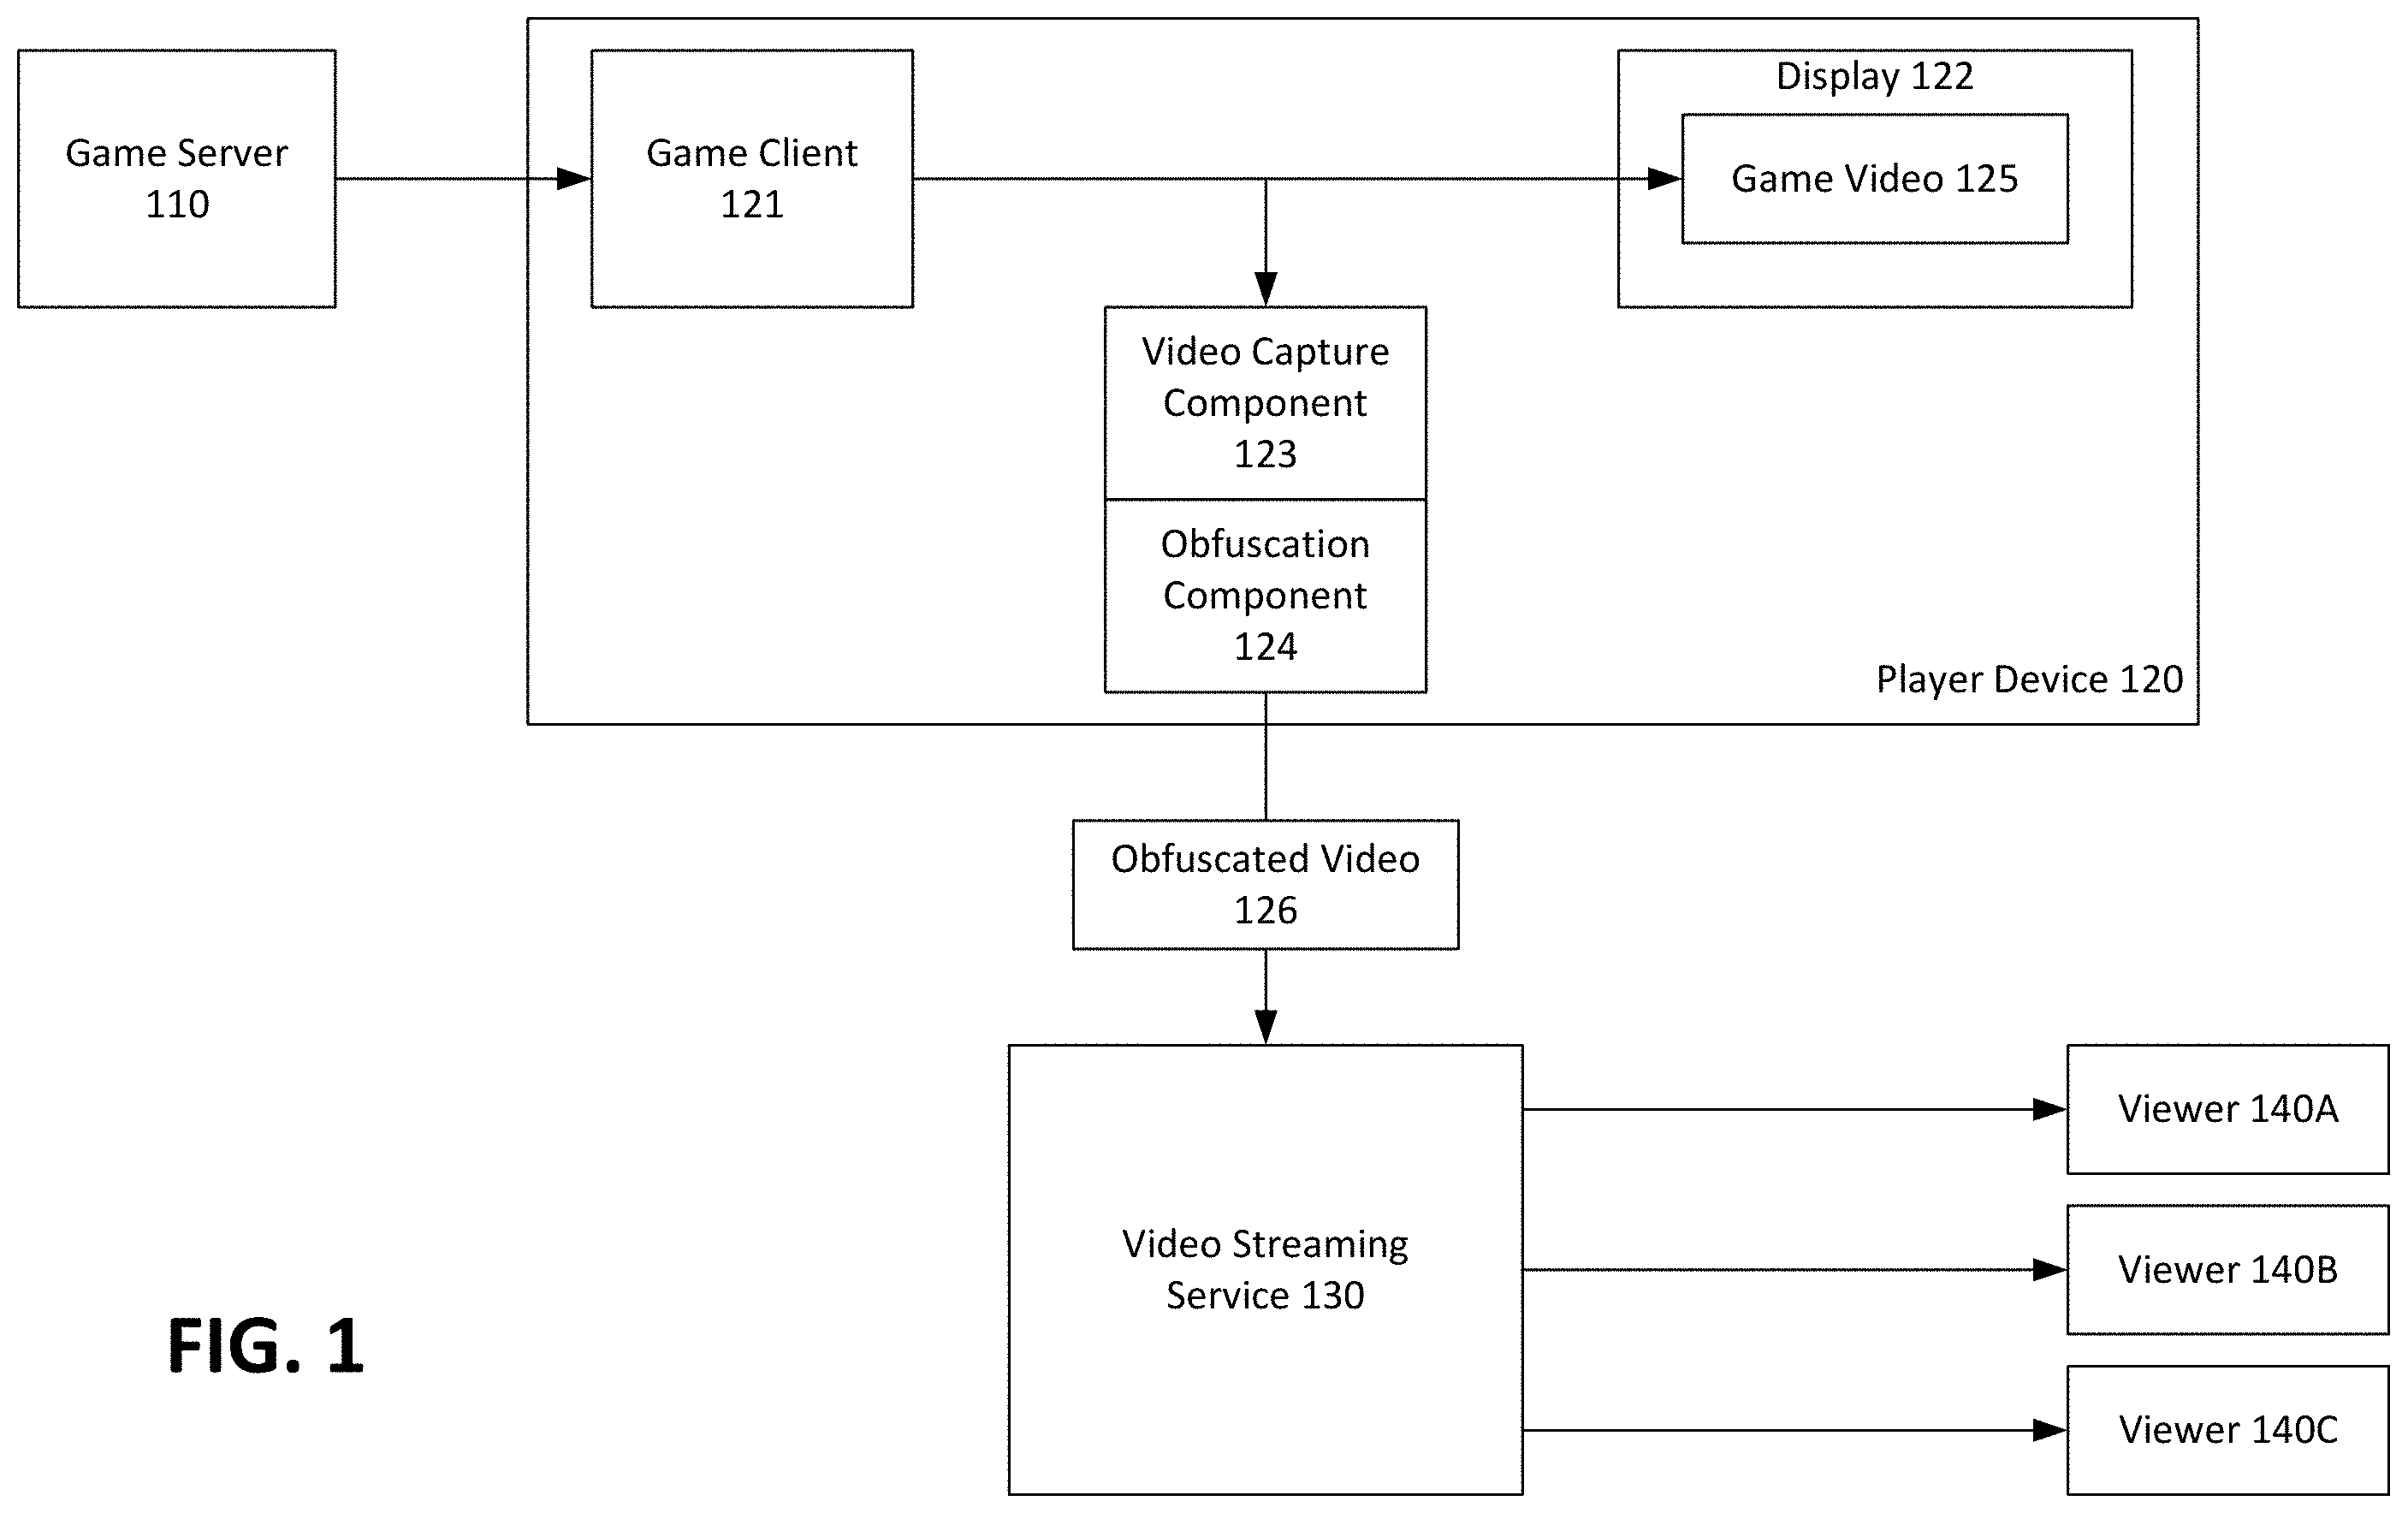 Game Server
110
Game Client
121
Display 122
Game Video 125
Video Capture
Component
123
Obfuscation
Component
124
Player Device 120
Obfuscated Video
126
Video Streaming
Service 130
Viewer 140A
Viewer 140B
Viewer 140C
FIG. 1